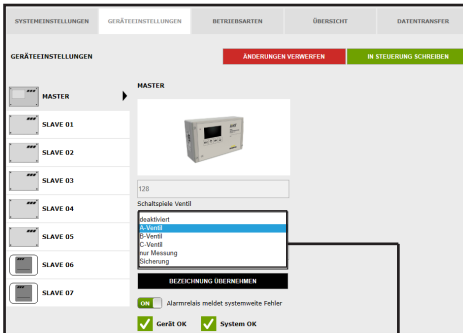 SYSTEMEINSTELLUNGEN GERÄTEEINSTELLUNGEN BETRIEBSARTEN ÜBERSICHT DATENTRANSFER
GERÄTEEINSTELLUNGEN ÄNDERUNGEN VERWERFEN IN STEUERUNG SCHREIBEN
MASTER
SLAVE 01
SLAVE 02
SLAVE 03
SLAVE 04
SLAVE 05
SLAVE 06
SLAVE 07
MASTER
128
Schaltspiele Ventil
deaktiviert
A-Ventil
B-Ventil
C-Ventil
nur Messung
Sicherung
BEZEICHNUNG ÜBERNEHMEN
ON Alarmrelais meldet systemweite Fehler
Gerät OK System OK